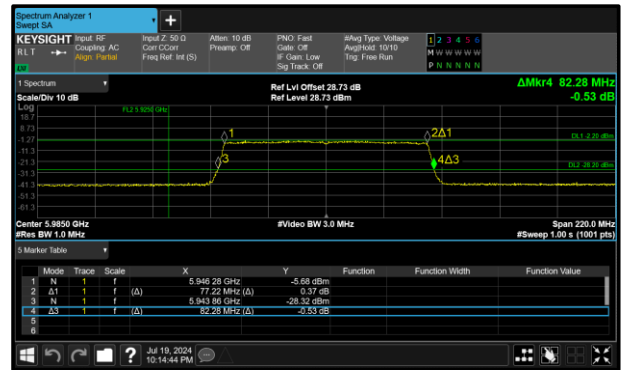 Spectrum Analyzer 1
Swept SA
+
KEYSIGHT Input: RF Input Z: 50 Ω Atten: 10 dB PNO: Fast #Avg Type: Voltage 1 2 3 4 5 6
RLT Coupling: AC Corr CCorr Preamp: Off Gate: Off Avg|Hold: 10/10 M W W W W W
Align: Partial Freq Ref: Int (S) IF Gain: Low Trig: Free Run
LW Sig Track: Off P N N N N N
1 Spectrum ΔMkr4 82.28 MHz
Scale/Div 10 dB Ref Lvl Offset 28.73 dB -0.53 dB
Log Ref Level 28.73 dBm
18.7 FL2 5.9250 GHz
8.73 1 2Δ1
-1.27 DL1 -2.20 dBm
-11.3
-21.3 3 4Δ3 DL2 -28.20 dBm
-31.3
-41.3
-51.3
-61.3
Center 5.9850 GHz #Video BW 3.0 MHz Span 220.0 MHz
#Res BW 1.0 MHz #Sweep 1.00 s (1001 pts)
5 Marker Table
Mode Trace Scale X Y Function Function Width Function Value
1 N 1 f 5.946 28 GHz -5.68 dBm
2 Δ1 1 f (Δ) 77.22 MHz (Δ) 0.37 dB
3 N 1 f 5.943 86 GHz -28.32 dBm
4 Δ3 1 f (Δ) 82.28 MHz (Δ) -0.53 dB
5
6
? Jul 19, 2024
10:14:44 PM